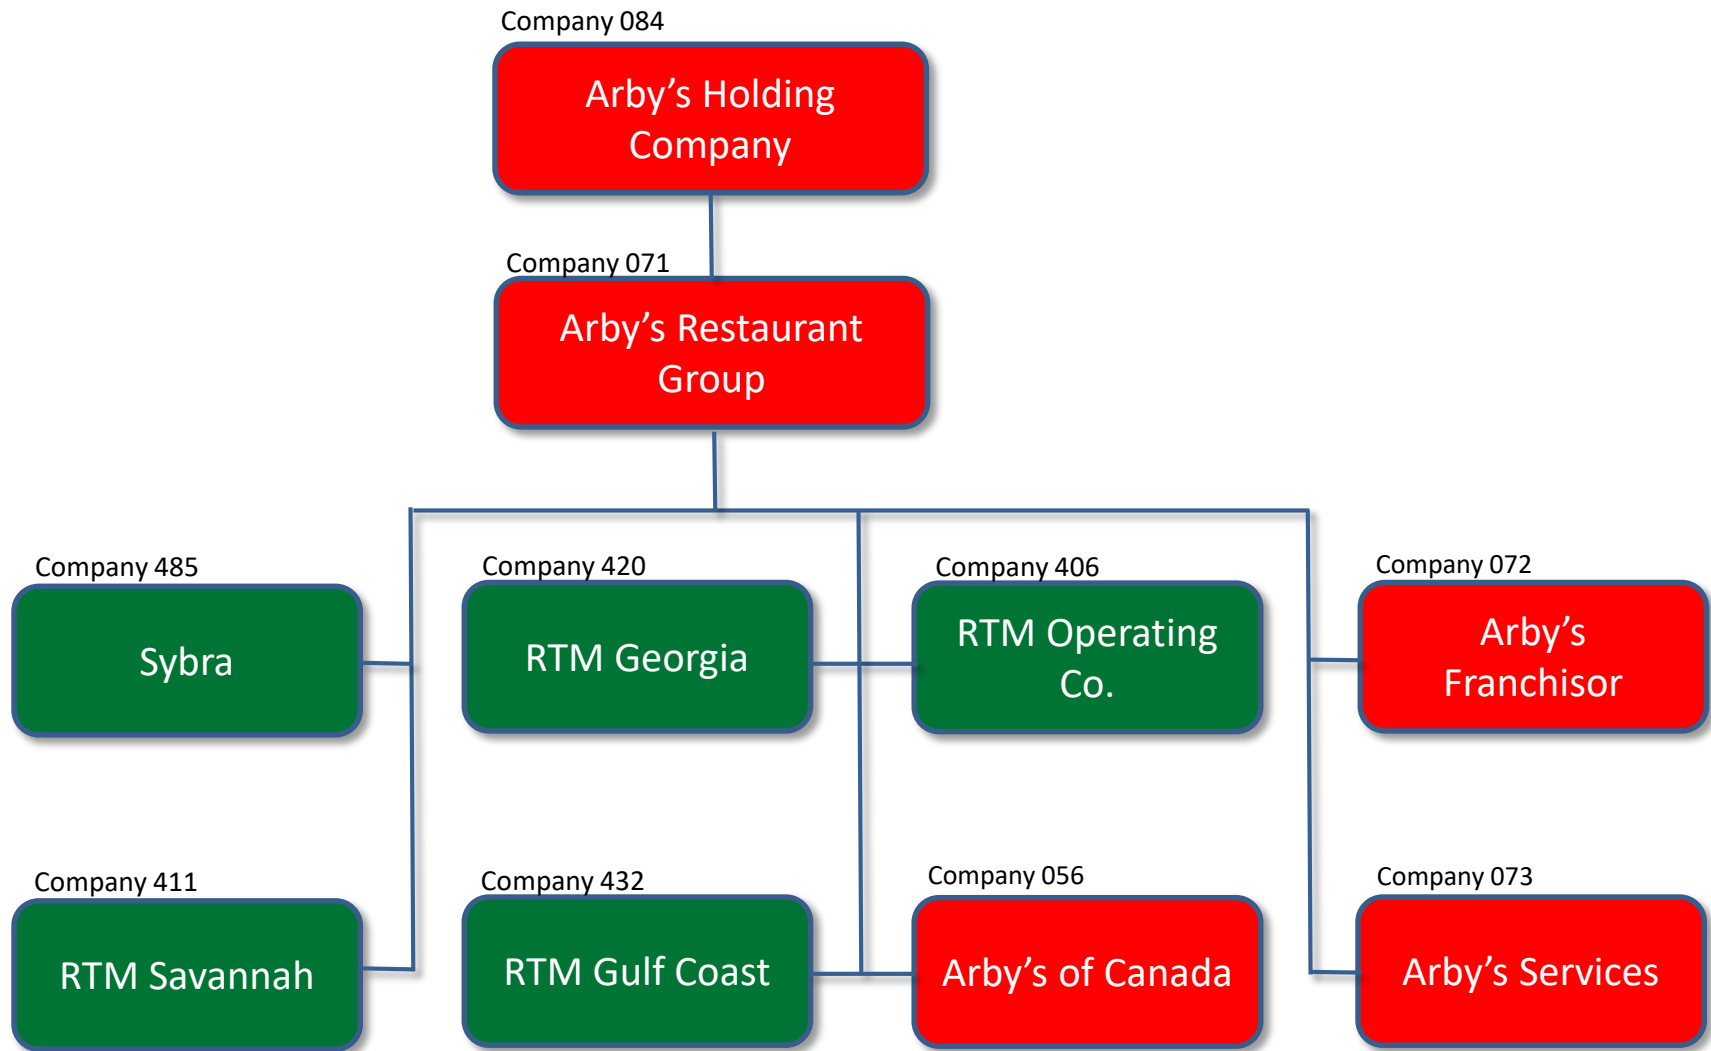 Company 084
Arby’s Holding
Company
Company 071
Arby’s Restaurant
Group
Company 485
Sybra
Company 420
RTM Georgia
Company 406
RTM Operating
Co.
Company 072
Arby’s
Franchisor
Company 411
RTM Savannah
Company 432
RTM Gulf Coast
Company 056
Arby’s of Canada
Company 073
Arby’s Services